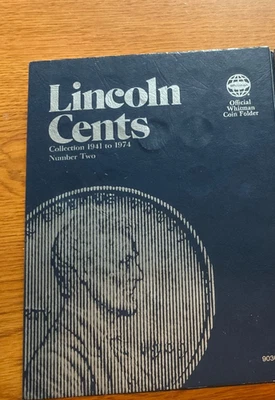 Lincoln
Cents
Collection 1941 to 1974
Number Two
Official
Whitman
Coin Folder